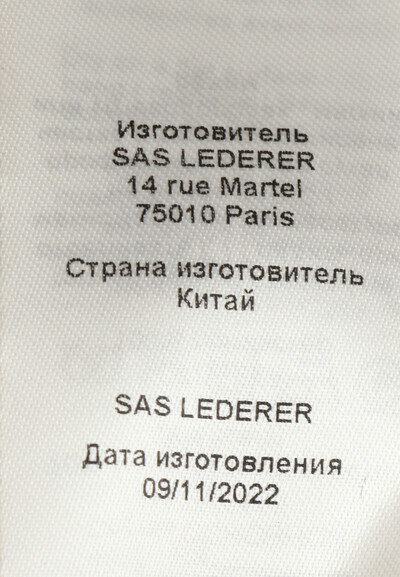 Изготовитель
SAS LEDERER
14 rue Martel
75010 Paris
Страна изготовитель
Китай
SAS LEDERER
Дата изготовления
09/11/2022